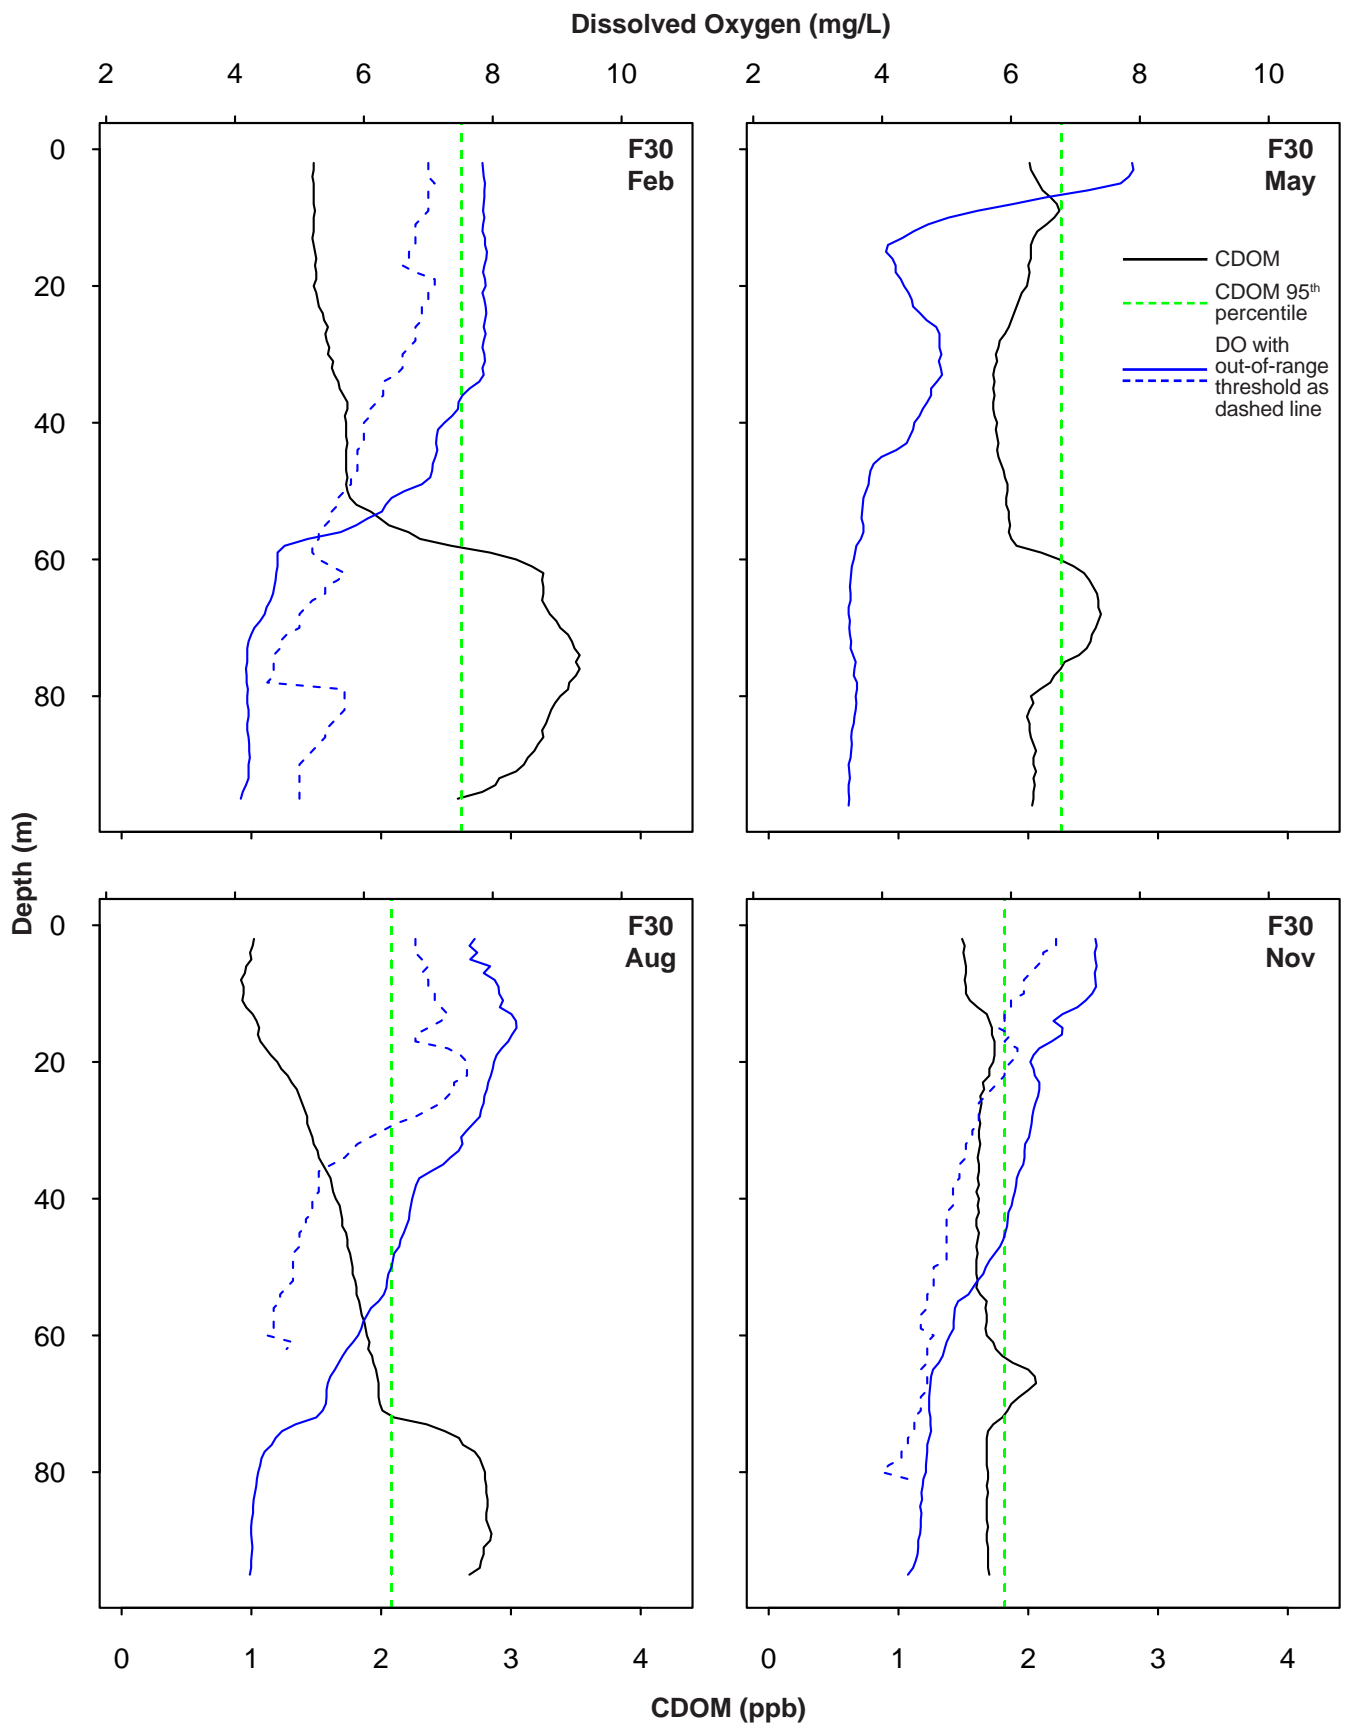 Dissolved Oxygen (mg/L)
2 4 6 8 10
2 4 6 8 10
F30
Feb
0
20
40
60
80
F30
May
CDOM
CDOM 95th
percentile
DO with
out-of-range
threshold as
dashed line
Depth (m)
F30
Aug
0
20
40
60
80
F30
Nov
0 1 2 3 4
0 1 2 3 4
CDOM (ppb)